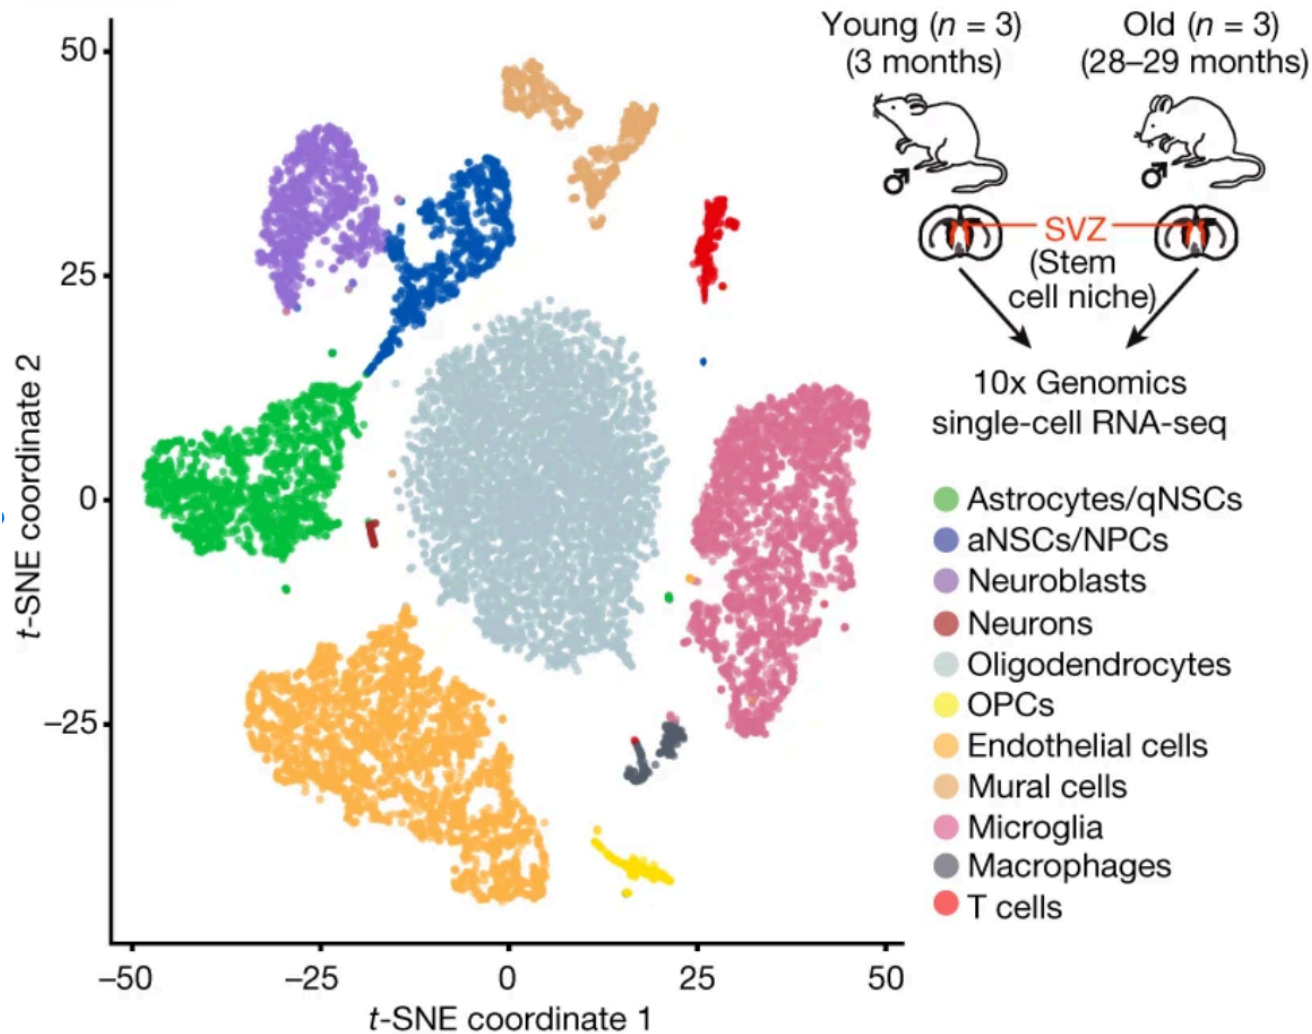 Young (n = 3)
(3 months)
Old (n = 3)
(28–29 months)
♂
♂
SVZ
(Stem
cell niche)
10x Genomics
single-cell RNA-seq
Astrocytes/qNSCs
aNSCs/NPCs
Neuroblasts
Neurons
Oligodendrocytes
OPCs
Endothelial cells
Mural cells
Microglia
Macrophages
T cells
t-SNE coordinate 2
50
25
0
–25
–50
–25
0
25
50
t-SNE coordinate 1